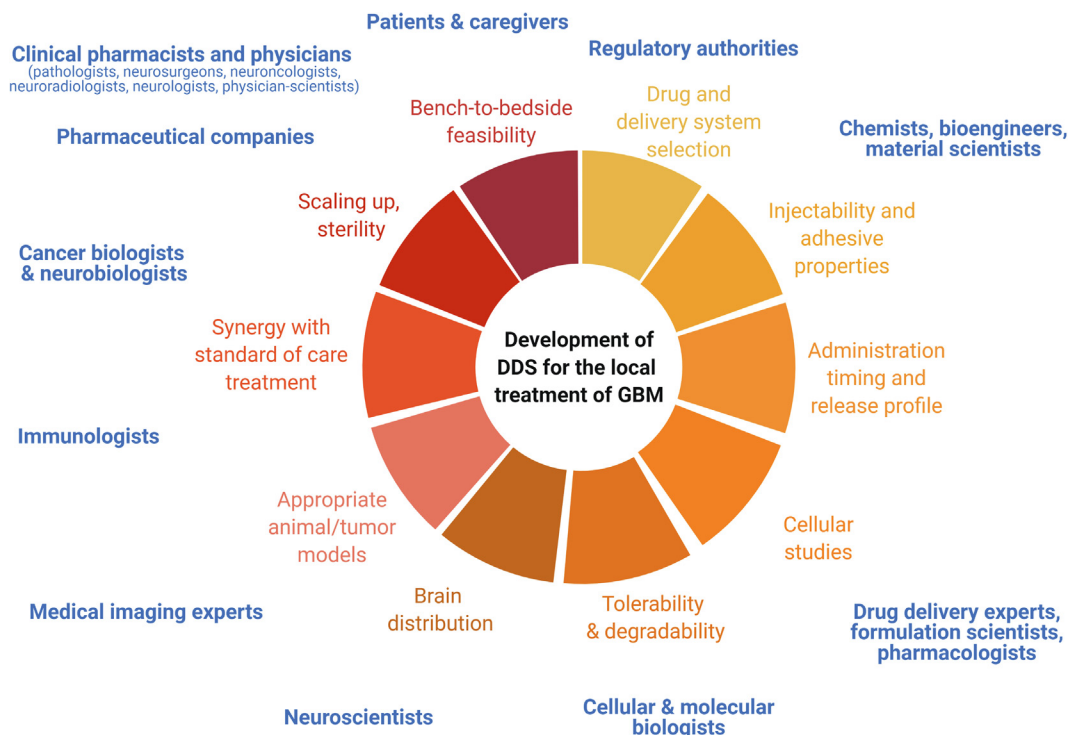 Patients & caregivers
Regulatory authorities
Clinical pharmacists and physicians
(pathologists, neurosurgeons, neuroncologists,
neuroradiologists, neurologists, physician-scientists)
Pharmaceutical companies
Chemists, bioengineers,
material scientists
Cancer biologists
& neurobiologists
Immunologists
Medical imaging experts
Neuroscientists
Cellular & molecular
biologists
Drug delivery experts,
formulation scientists,
pharmacologists
Bench-to-bedside
feasibility
Drug and
delivery system
selection
Injectability and
adhesive
properties
Administration
timing and
release profile
Cellular
studies
Tolerability
& degradability
Brain
distribution
Appropriate
animal/tumor
models
Synergy with
standard of care
treatment
Scaling up,
sterility
Development of
DDS for the local
treatment of GBM